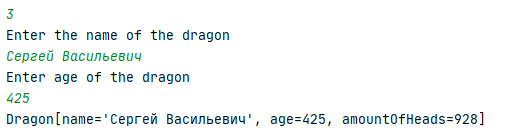 3
Enter the name of the dragon
Сергей Васильевич
Enter age of the dragon
425
Dragon[name='Сергей Васильевич', age=425, amountOfHeads=928]